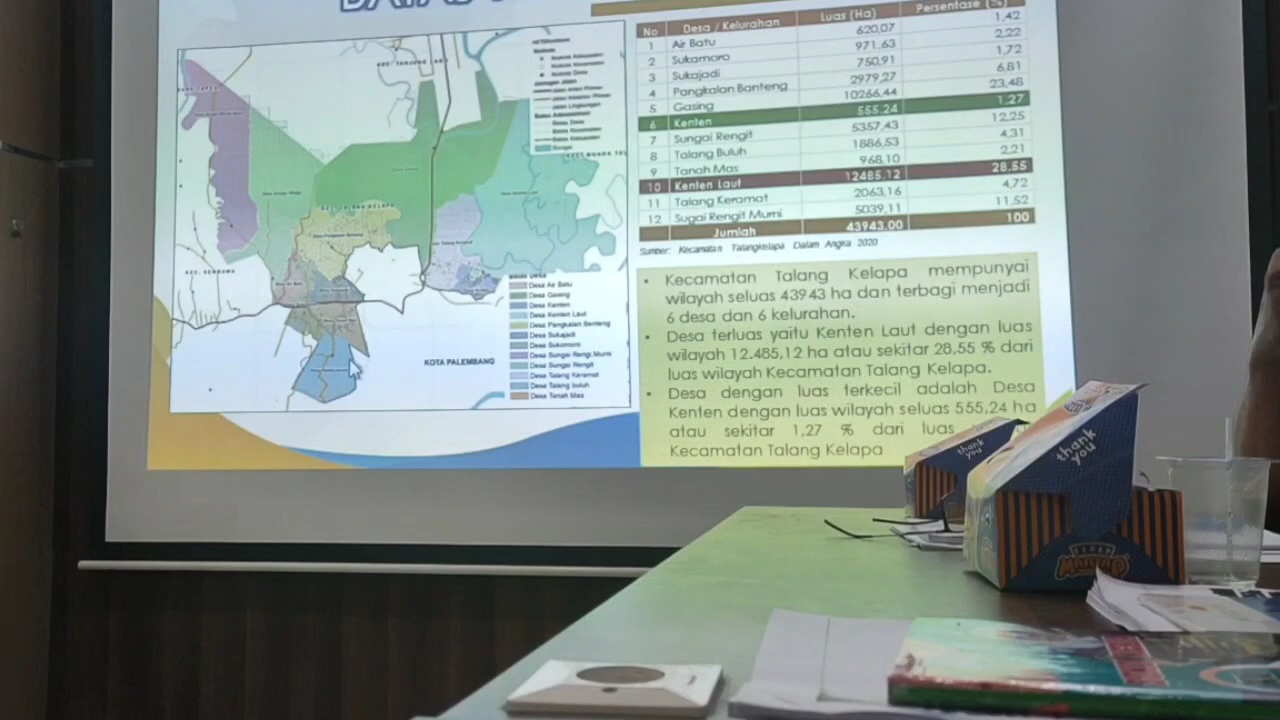 No Desa / Kelurahan Luas (Ha) Persentase (%)
1 Air Batu 620,07 1,42
2 Sukamoro 971,63 2,22
3 Sukajadi 750,91 1,72
4 Pangkalan Banteng 2979,27 6,81
5 Gasing 10266,44 23,48
6 Kenten 555,24 1,27
7 Sungai Rengit 5357,43 12,25
8 Talang Buluh 1886,53 4,31
9 Tanah Mas 968,10 2,21
10 Kenten Laut 12485,12 28,55
11 Talang Keramat 2063,16 4,72
12 Sugai Rengit Murni 5039,11 11,52
Jumlah 43943,00 100
Sumber: Kecamatan Talangkelapa Dalam Angka 2020
• Kecamatan Talang Kelapa mempunyai
wilayah seluas 43943 ha dan terbagi menjadi
6 desa dan 6 kelurahan.
• Desa terluas yaitu Kenten Laut dengan luas
wilayah 12.485,12 ha atau sekitar 28,55 % dari
luas wilayah Kecamatan Talang Kelapa.
• Desa dengan luas terkecil adalah Desa
Kenten dengan luas wilayah seluas 555,24 ha
atau sekitar 1,27 % dari luas
Kecamatan Talang Kelapa
KOTA PALEMBANG
Desa Air Batu
Desa Gasing
Desa Kenten
Desa Kenten Laut
Desa Pangkalan Benteng
Desa Sukajadi
Desa Sukomoro
Desa Sungai Rengi Murni
Desa Sungai Rengit
Desa Talang Keramat
Desa Talang buluh
Desa Tanah Mas
thank
you
thank
you